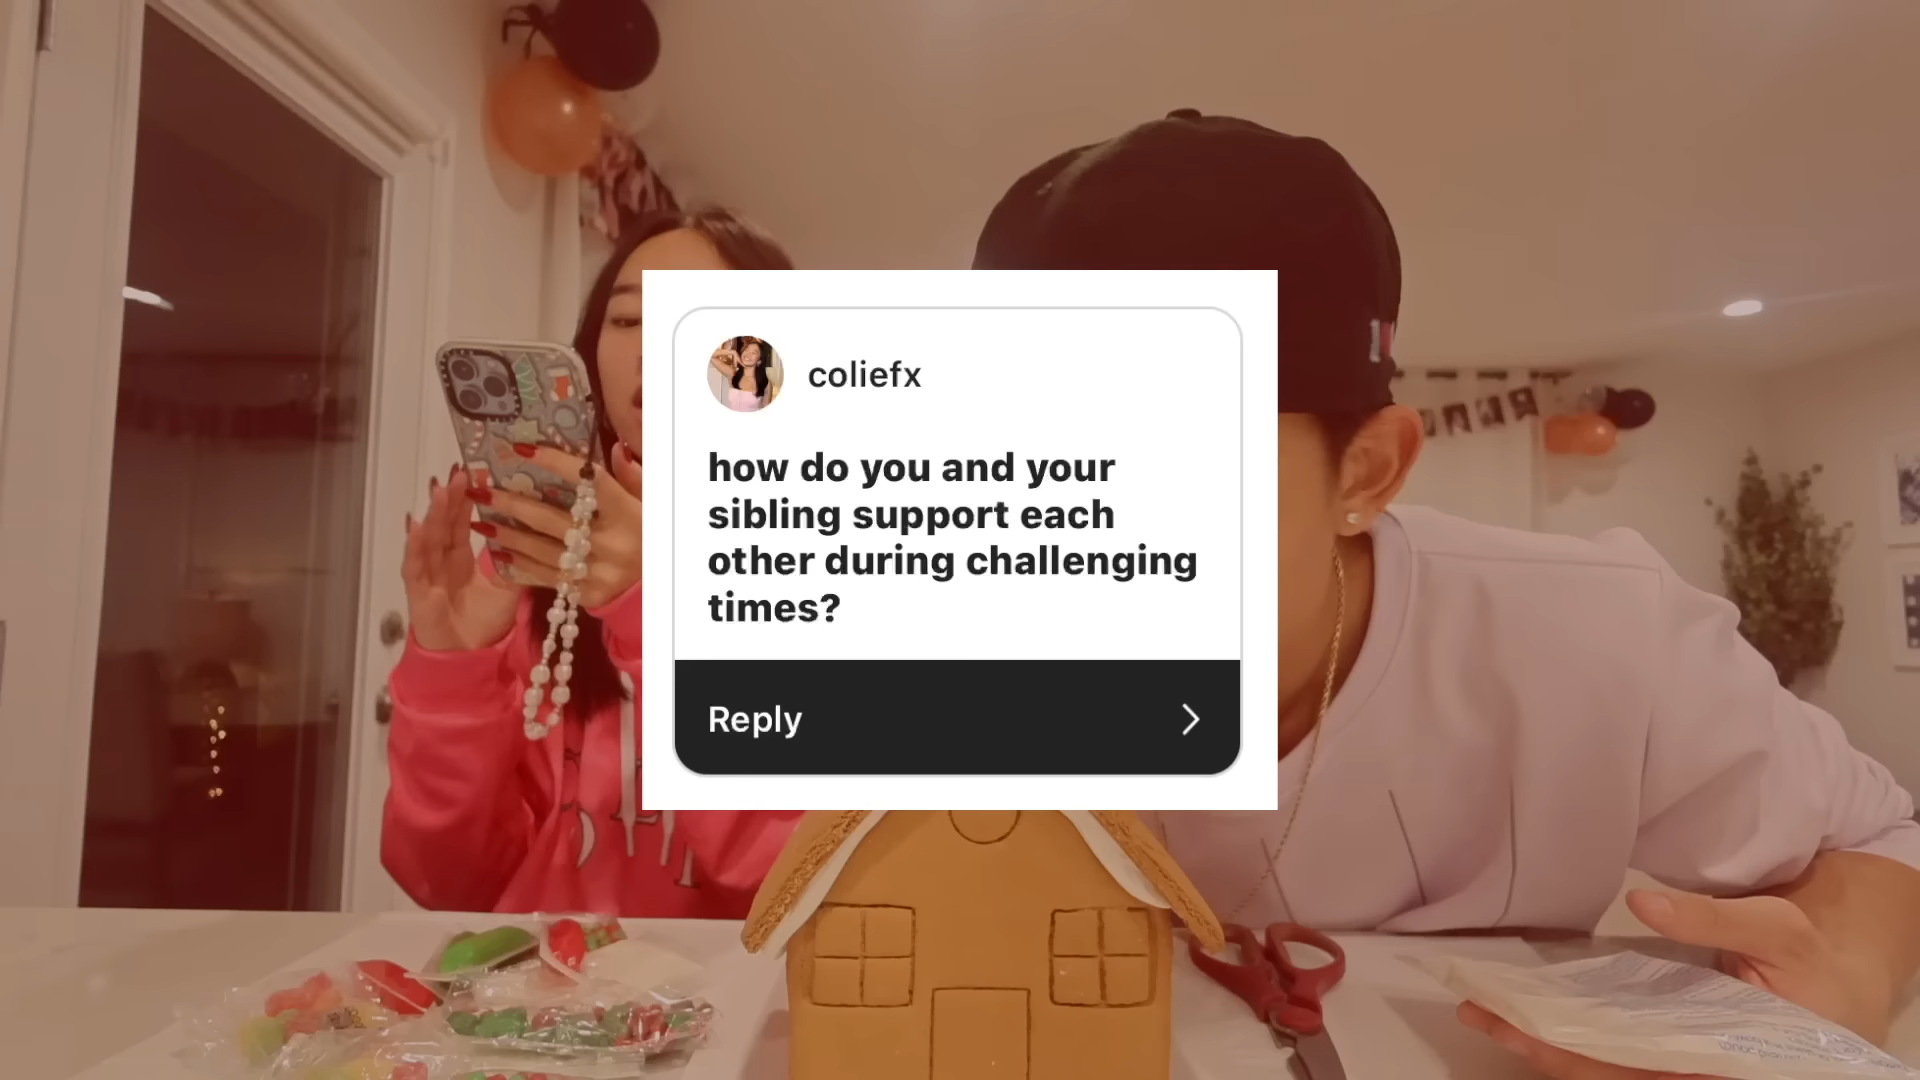 coliefx
how do you and your
sibling support each
other during challenging
times?
Reply